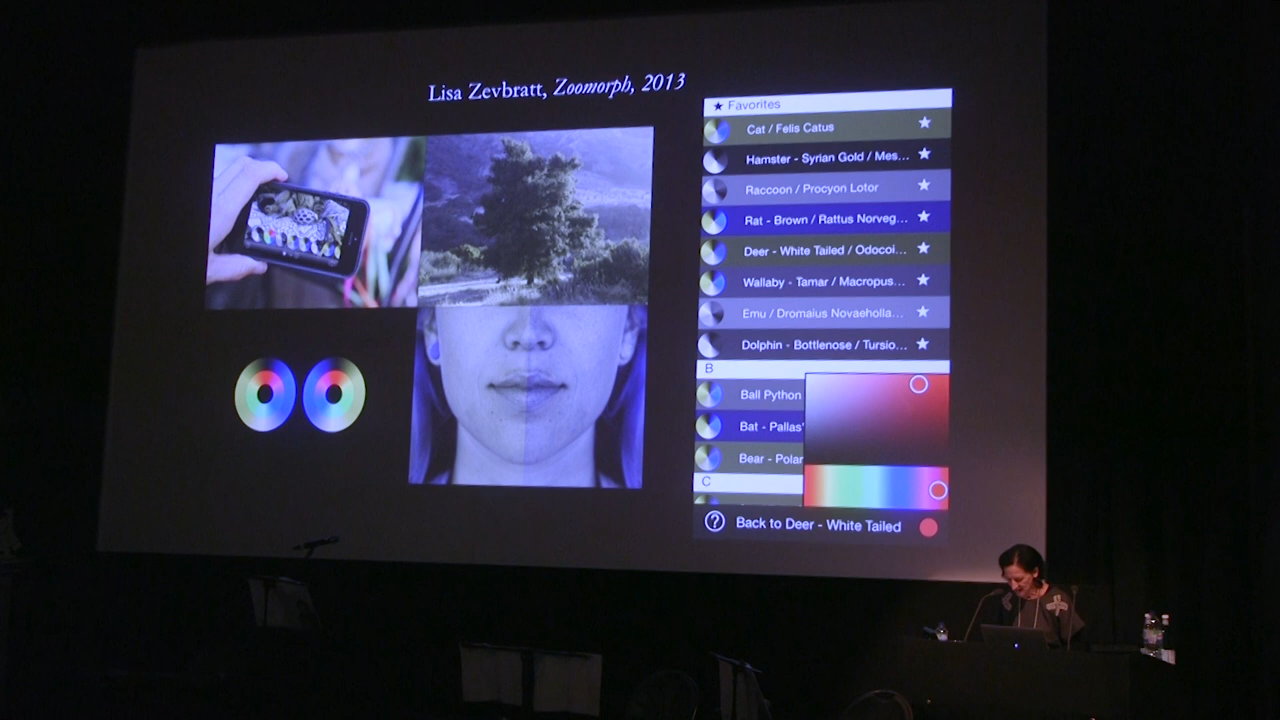 Lisa Zevbratt, Zoomorph, 2013
★ Favorites
Cat / Felis Catus
Hamster - Syrian Gold / Mes...
Raccoon / Procyon Lotor
Rat - Brown / Rattus Norveg...
Deer - White Tailed / Odocoi...
Wallaby - Tamar / Macropus...
Emu / Dromaius Novaeholla...
Dolphin - Bottlenose / Tursio...
B
Ball Python
Bat - Pallas'
Bear - Polar
C
? Back to Deer - White Tailed